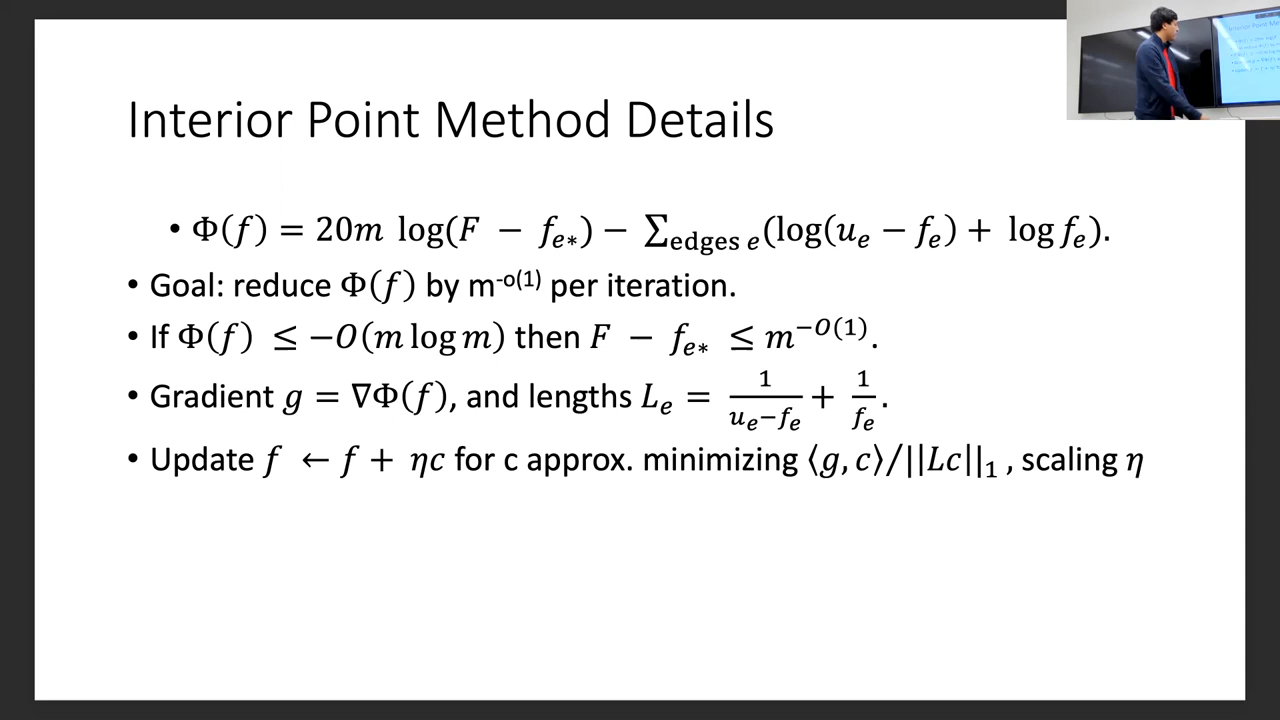 Interior Point Method Details
• Φ(f) = 20m log(F − f_{e*}) − ∑_{edges e}(log(u_e − f_e) + log f_e).
• Goal: reduce Φ(f) by m^{-o(1)} per iteration.
• If Φ(f) ≤ −O(m log m) then F − f_{e*} ≤ m^{−O(1)}.
• Gradient g = ∇Φ(f), and lengths L_e = 1/(u_e−f_e) + 1/f_e.
• Update f ← f + ηc for c approx. minimizing ⟨g, c⟩/||Lc||_1 , scaling η